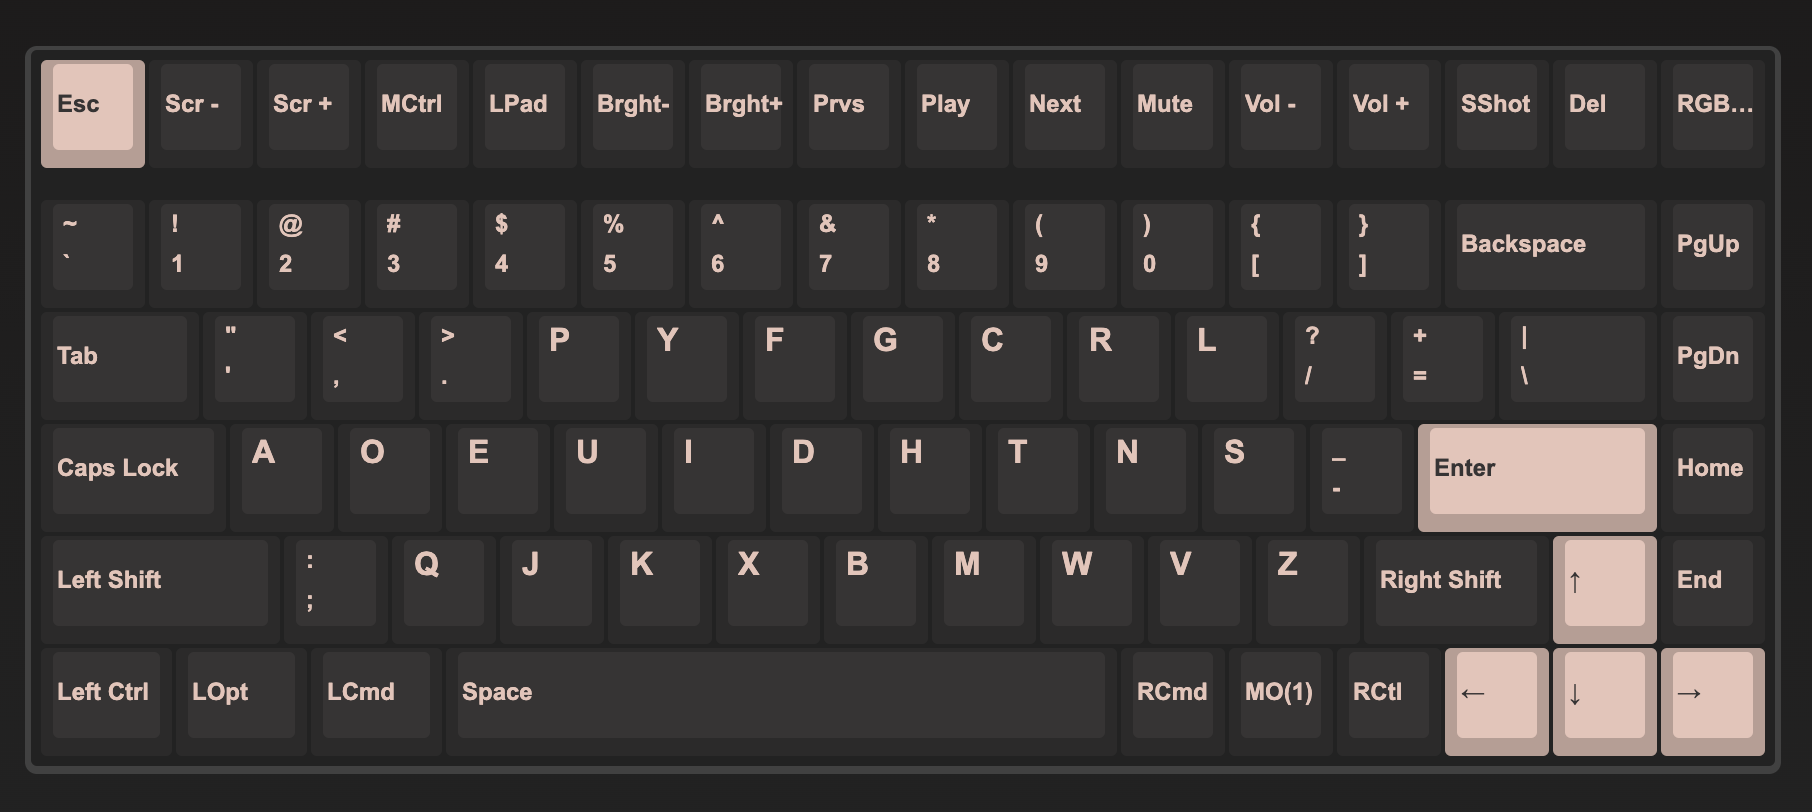 Esc Scr - Scr + MCtrl LPad Brght- Brght+ Prvs Play Next Mute Vol - Vol + SShot Del RGB...
~ ! @ # $ % ^ & * ( ) { }
` 1 2 3 4 5 6 7 8 9 0 [ ] Backspace PgUp
" < > P Y F G C R L ? + |
Tab ' , . / = \ PgDn
A O E U I D H T N S _
Caps Lock - Enter Home
: Q J K X B M W V Z
Left Shift ; Right Shift ↑ End
Left Ctrl LOpt LCmd Space RCmd MO(1) RCtl ← ↓ →